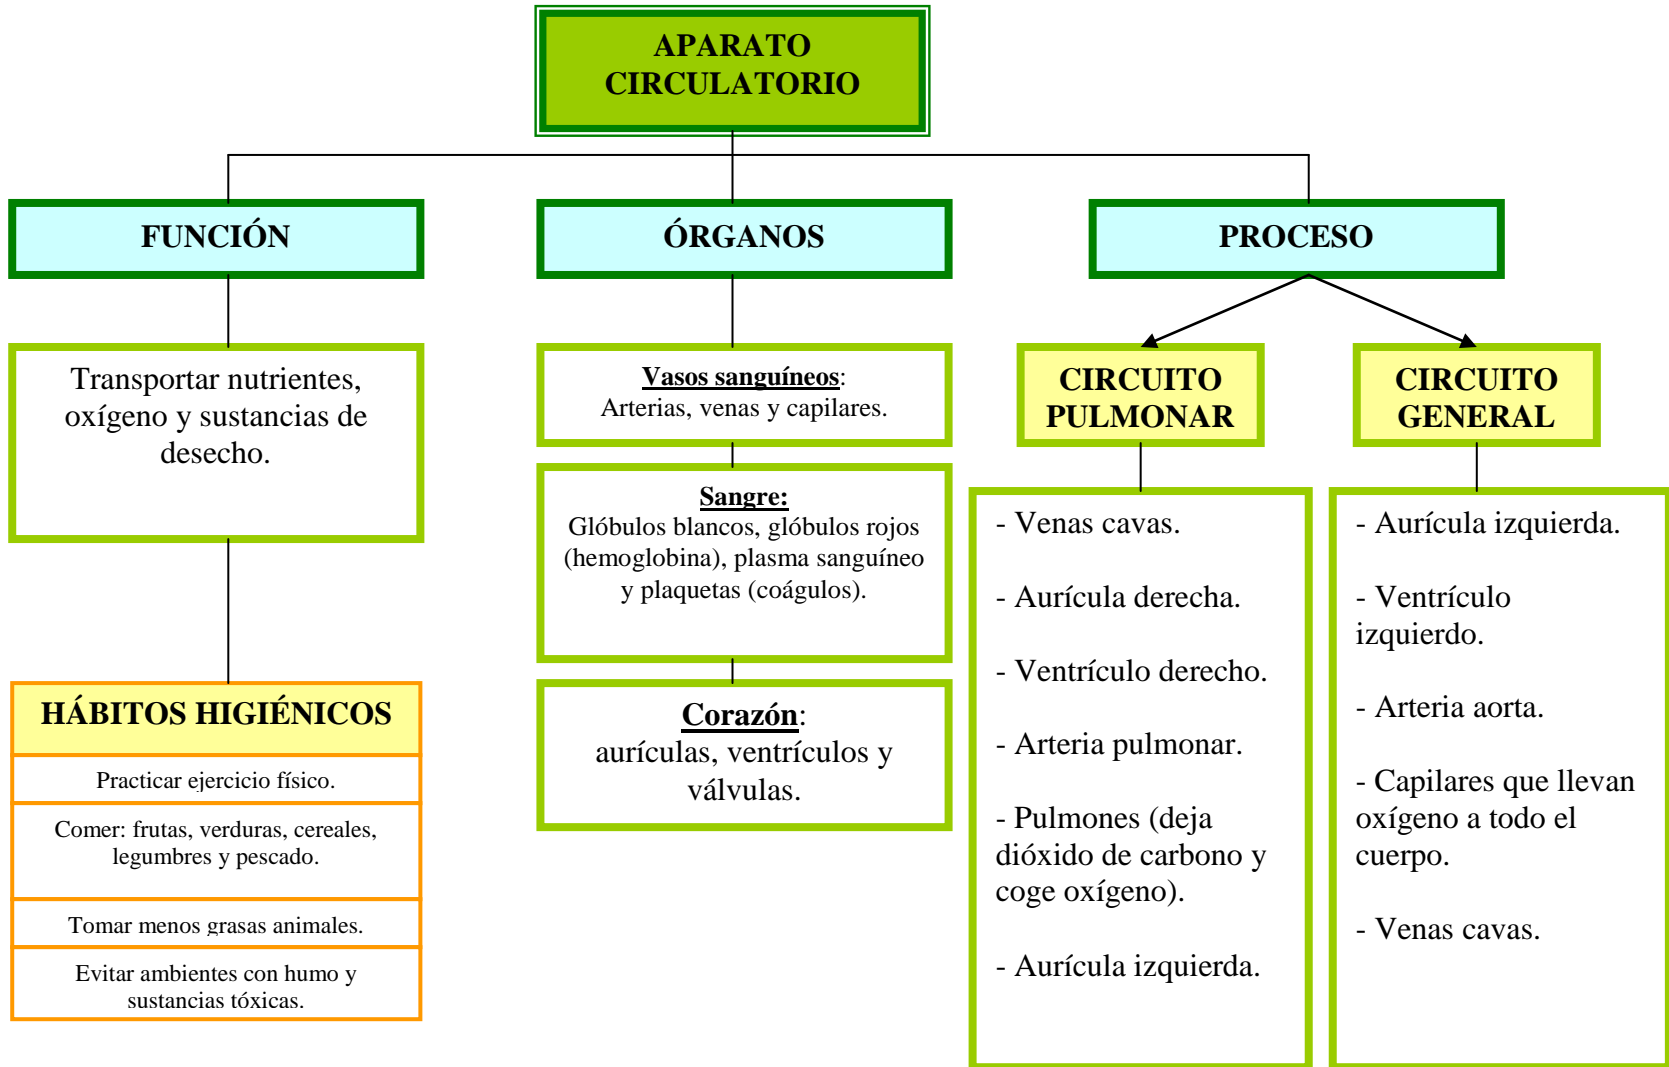 APARATO
CIRCULATORIO
FUNCIÓN
Transportar nutrientes,
oxígeno y sustancias de
desecho.
HÁBITOS HIGIÉNICOS
Practicar ejercicio físico.
Comer: frutas, verduras, cereales,
legumbres y pescado.
Tomar menos grasas animales.
Evitar ambientes con humo y
sustancias tóxicas.
ÓRGANOS
Vasos sanguíneos:
Arterias, venas y capilares.
Sangre:
Glóbulos blancos, glóbulos rojos
(hemoglobina), plasma sanguíneo
y plaquetas (coágulos).
Corazón:
aurículas, ventrículos y
válvulas.
PROCESO
CIRCUITO
PULMONAR
- Venas cavas.
- Aurícula derecha.
- Ventrículo derecho.
- Arteria pulmonar.
- Pulmones (deja
dióxido de carbono y
coge oxígeno).
- Aurícula izquierda.
CIRCUITO
GENERAL
- Aurícula izquierda.
- Ventrículo
izquierdo.
- Arteria aorta.
- Capilares que llevan
oxígeno a todo el
cuerpo.
- Venas cavas.